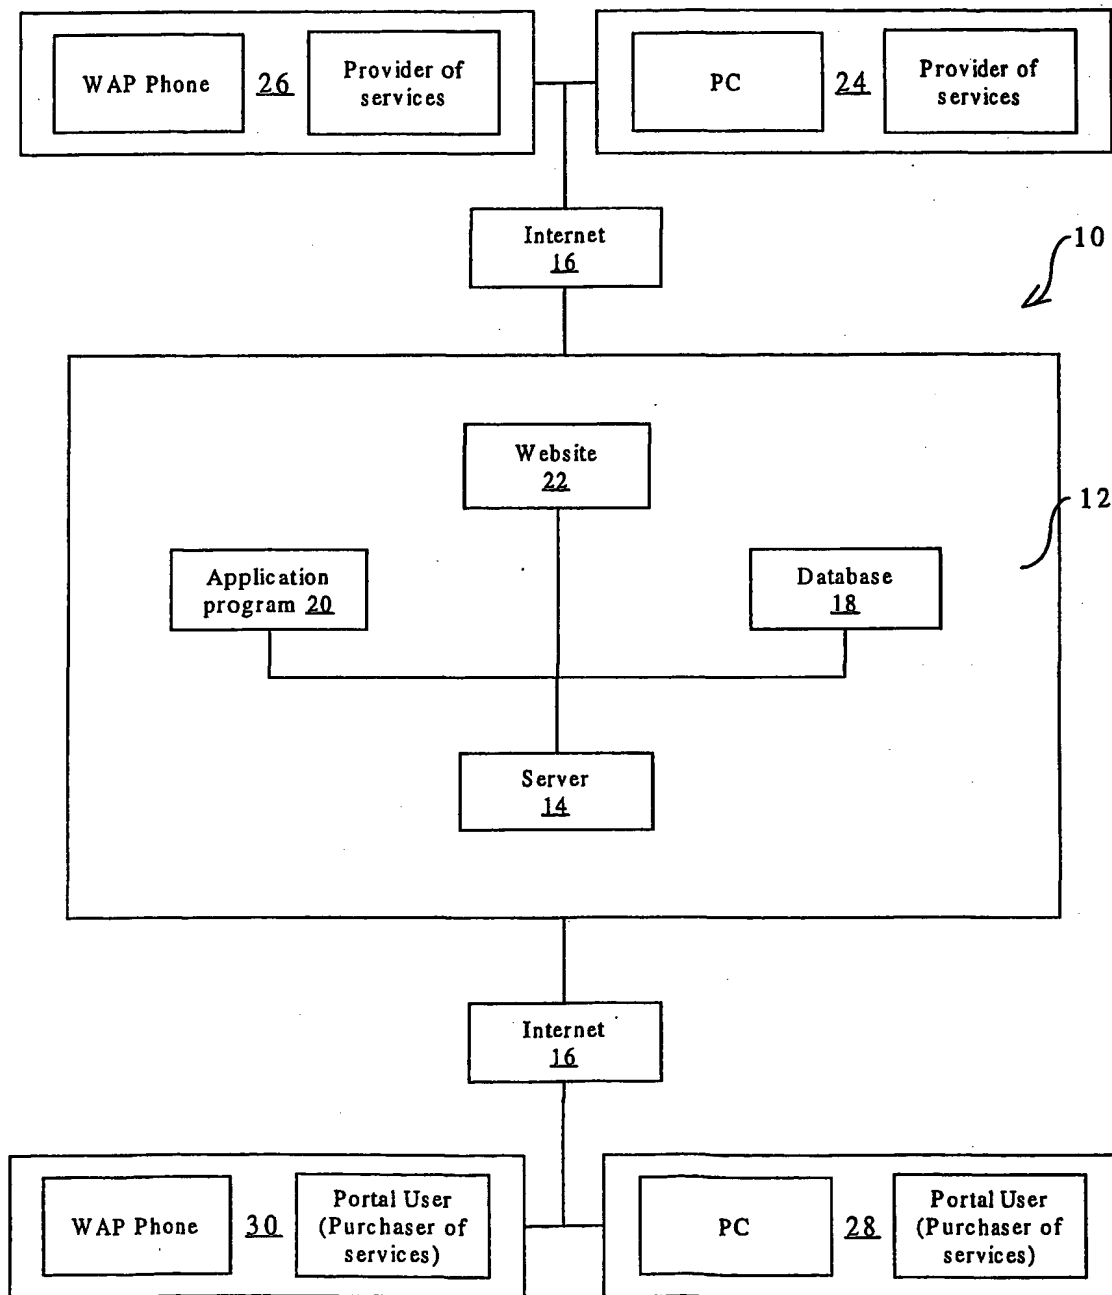 WAP Phone
26
Provider of
services
PC
24
Provider of
services
Internet
16
10
Website
22
12
Application
program 20
Database
18
Server
14
Internet
16
WAP Phone
30
Portal User
(Purchaser of
services)
PC
28
Portal User
(Purchaser of
services)